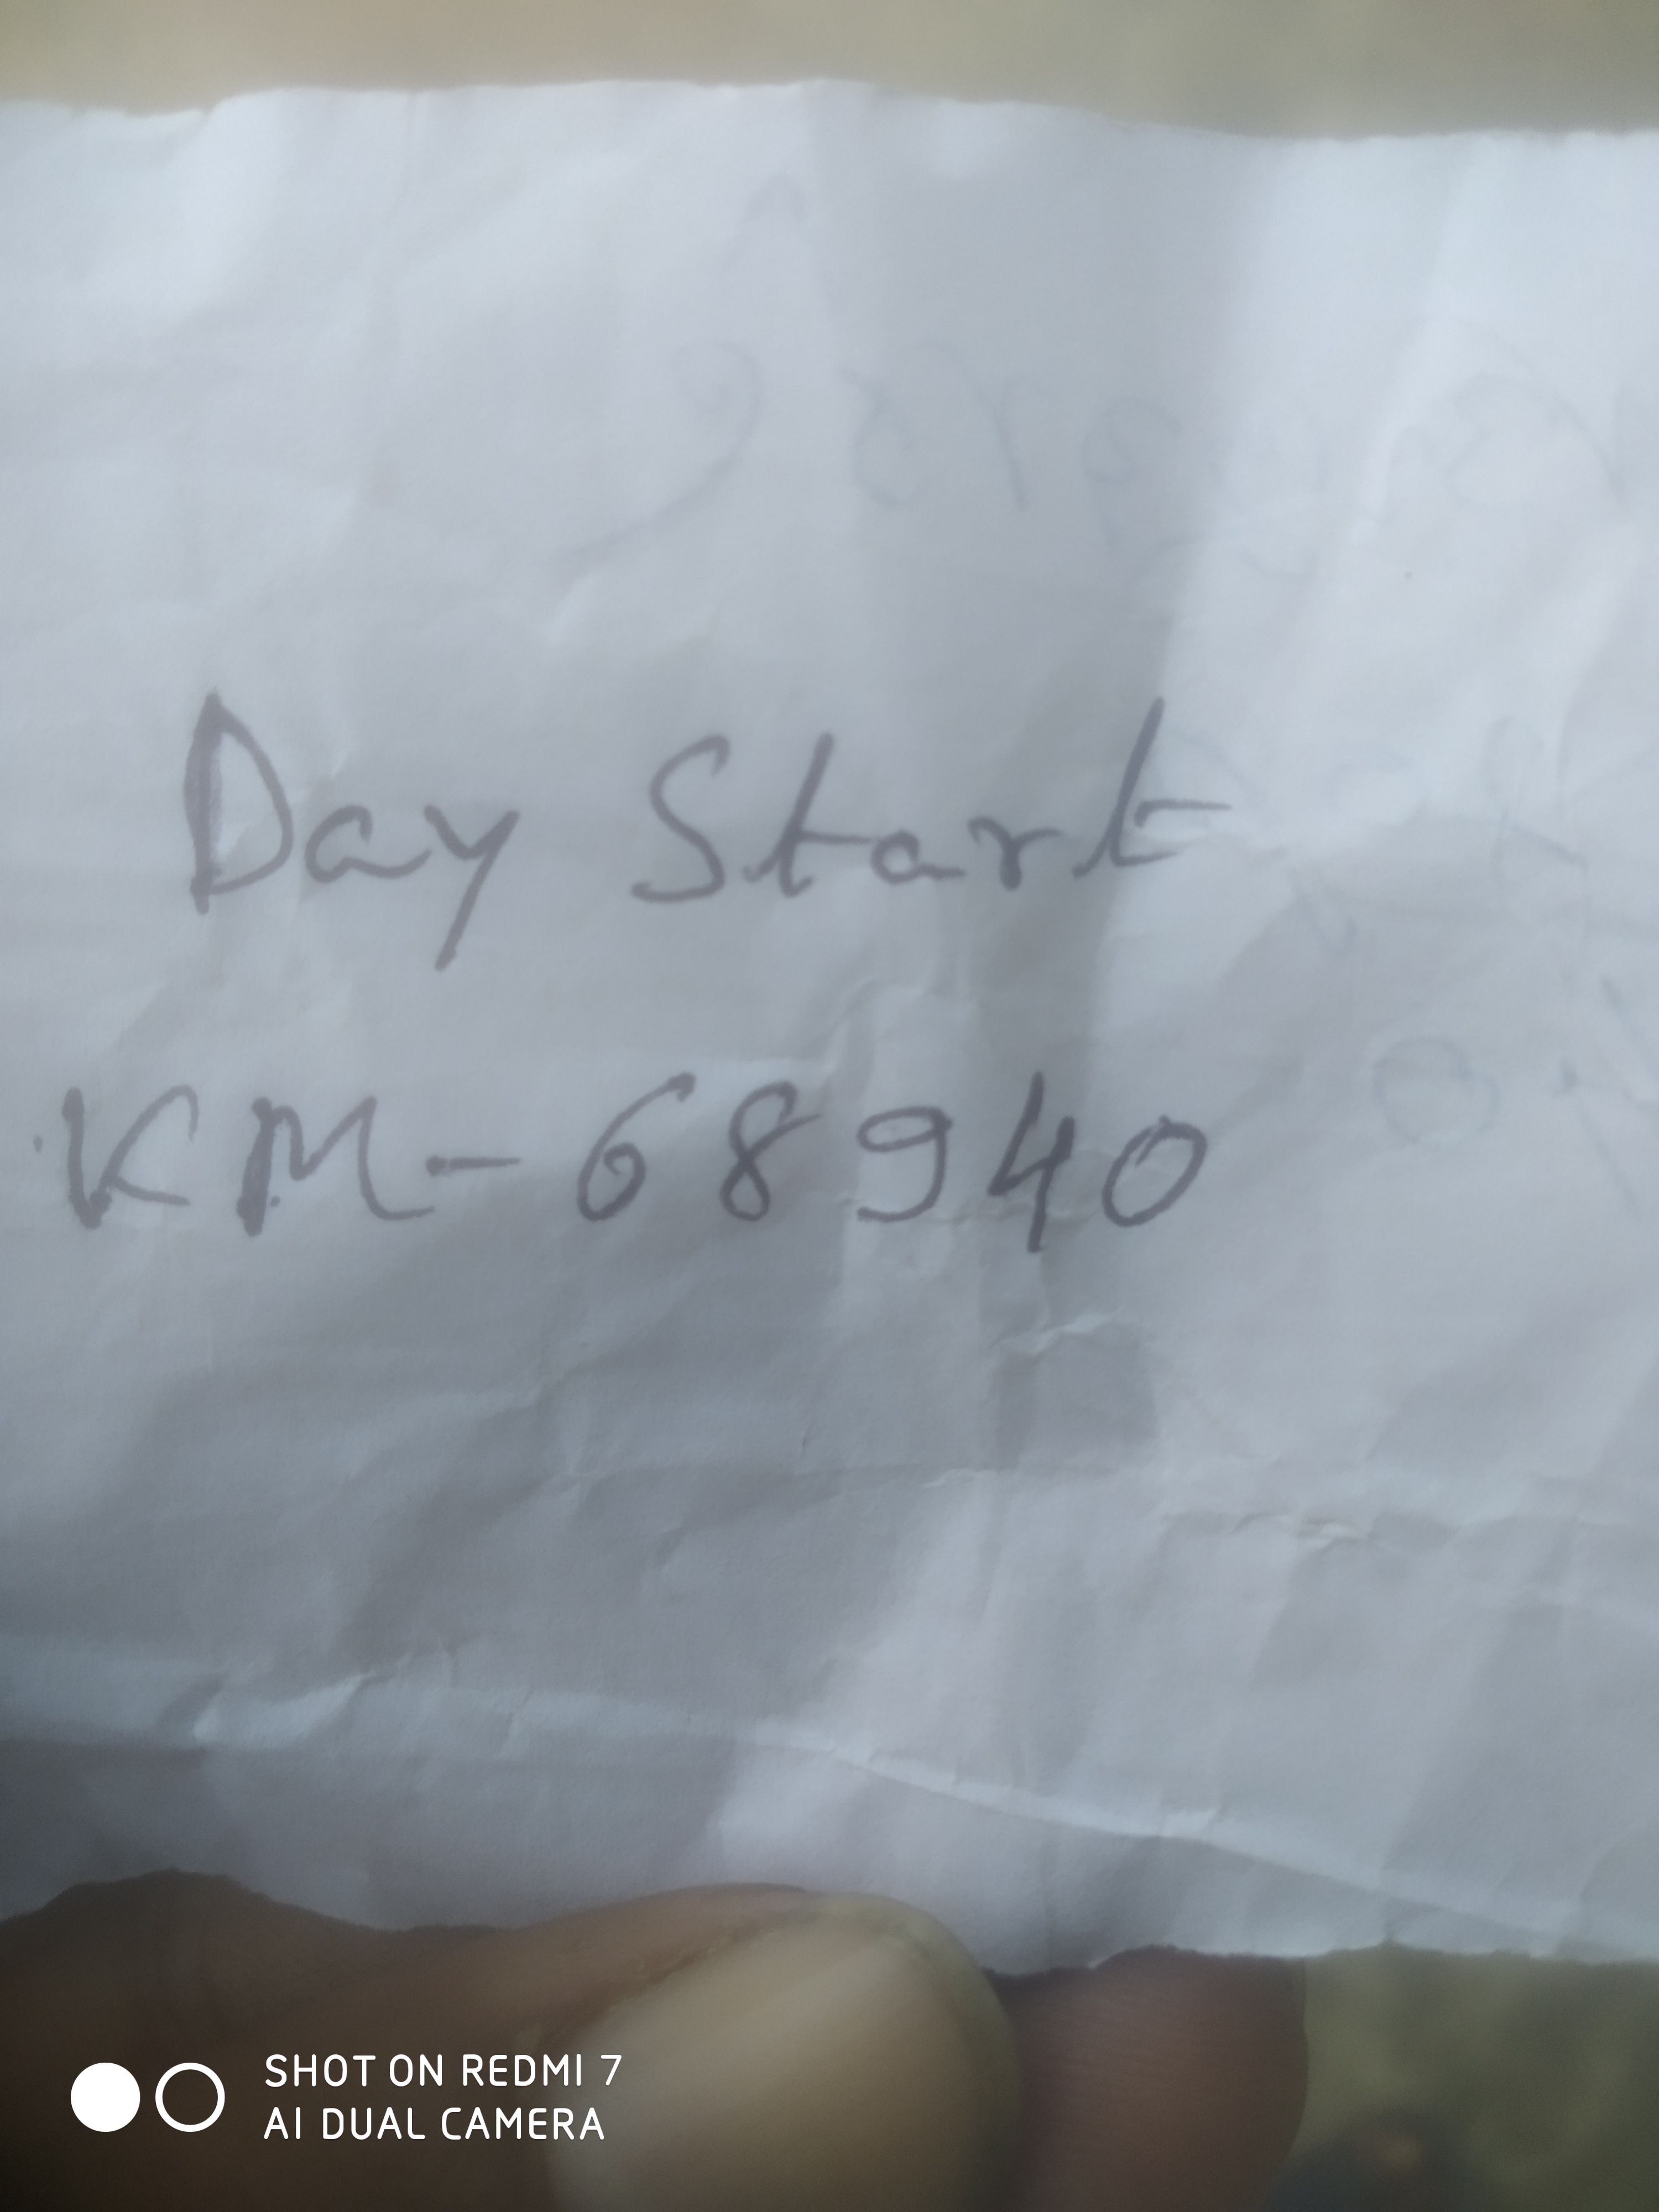 Day Start
KM-68940
SHOT ON REDMI 7
AI DUAL CAMERA